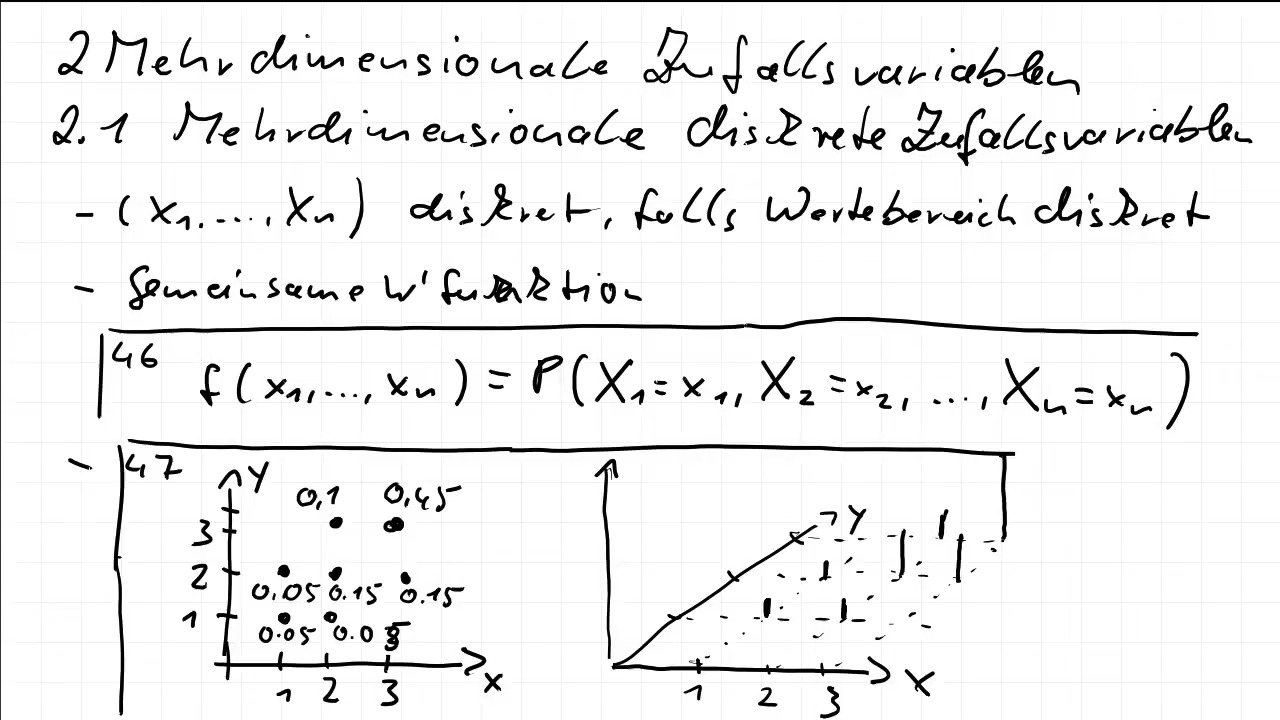 2 Mehrdimensionale Zufallsvariablen
2.1 Mehrdimensionale diskrete Zufallsvariablen
- (x₁, ..., Xₙ) diskret, falls Wertebereich diskret
- gemeinsame W'funktion
46 f(x₁, ..., xₙ) = P(X₁=x₁, X₂=x₂, ..., Xₙ=xₙ)
- 47
Y
0,1 0,45
3
2
0.05 0.15 0.15
1
0.05 0.05
1 2 3 x
Y
1 2 3 X